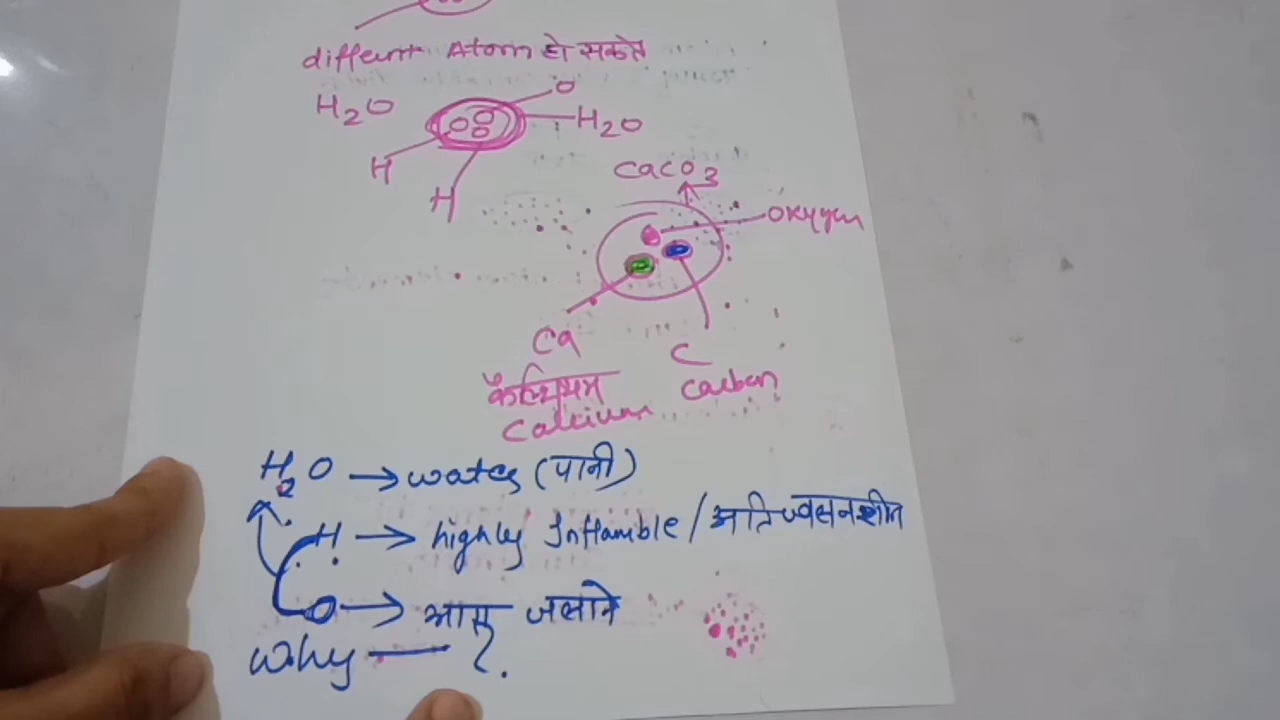 different Atom हो सकते
H2O
O
H2O
H
H
CaCO3
Oxygen
Ca
C
कैल्शियम
Calcium
Carbon
H2O → water (पानी)
H → highly Inflamble / अतिज्वलनशील
O → जलाने
Why — ?